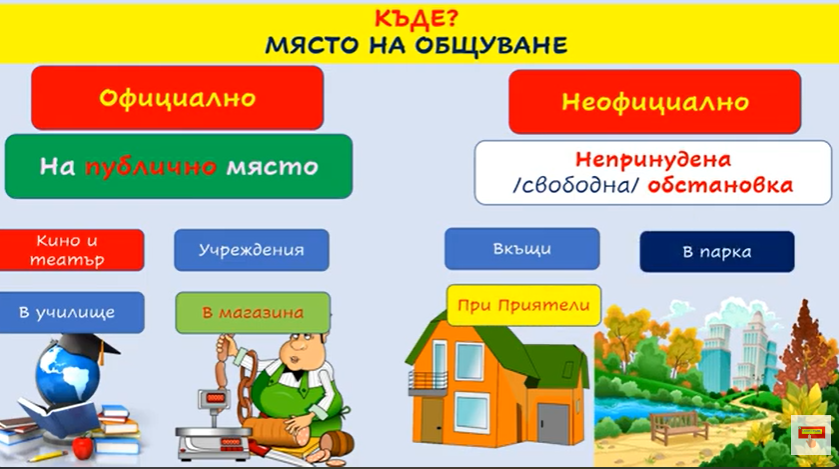 КЪДЕ?
МЯСТО НА ОБЩУВАНЕ
Официално
Неофициално
На публично място
Непринудена
/свободна/ обстановка
Кино и
театър
Учреждения
Вкъщи
В парка
В училище
В магазина
При Приятели